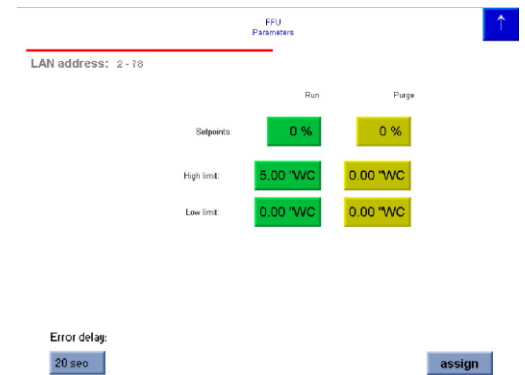 FFU
Parameters
↑
LAN address: 2 - 78
Run Purge
Setpoints: 0 % 0 %
High limit: 5.00 "WC 0.00 "WC
Low limit: 0.00 "WC 0.00 "WC
Error delay:
20 sec assign